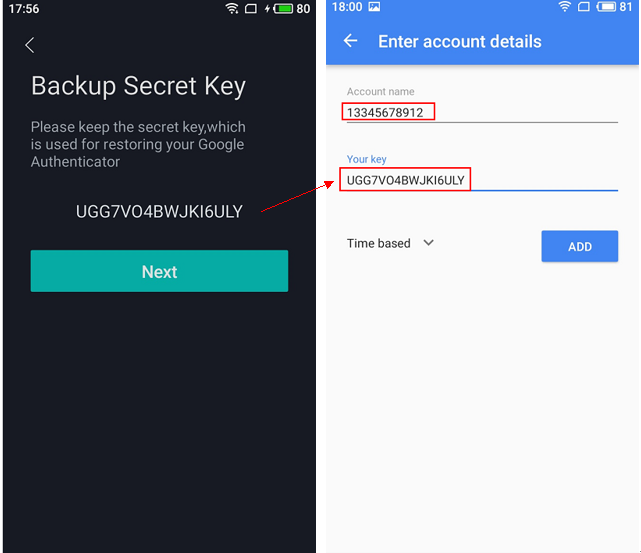 17:56
80
Backup Secret Key
Please keep the secret key,which
is used for restoring your Google
Authenticator
UGG7VO4BWJKI6ULY
Next
18:00
81
Enter account details
Account name
13345678912
Your key
UGG7VO4BWJKI6ULY
Time based
ADD